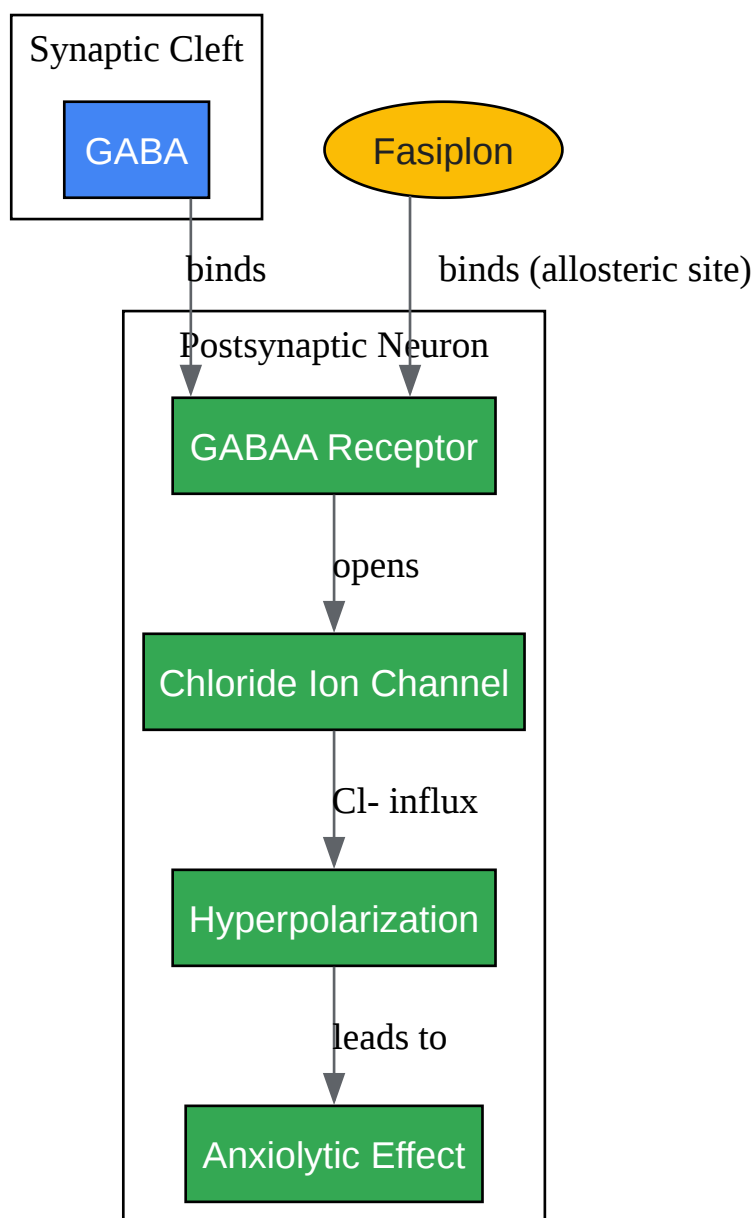 Synaptic Cleft
GABA
Fasiplon
binds
binds (allosteric site)
Postsynaptic Neuron
GABAA Receptor
opens
Chloride Ion Channel
Cl- influx
Hyperpolarization
leads to
Anxiolytic Effect